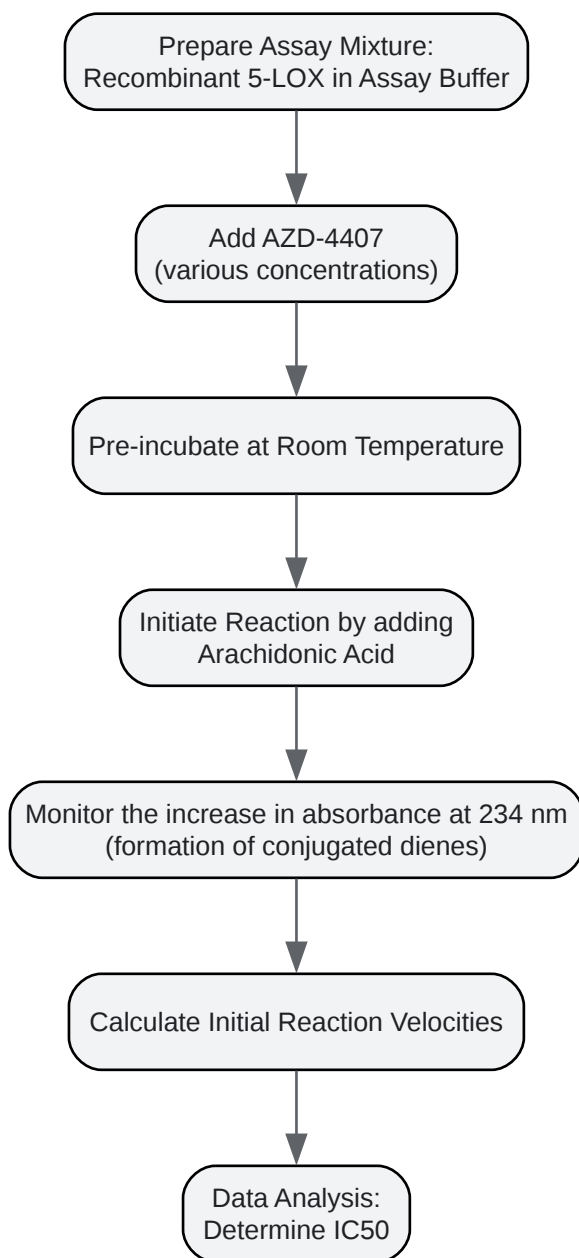 Prepare Assay Mixture:
Recombinant 5-LOX in Assay Buffer
Add AZD-4407
(various concentrations)
Pre-incubate at Room Temperature
Initiate Reaction by adding
Arachidonic Acid
Monitor the increase in absorbance at 234 nm
(formation of conjugated dienes)
Calculate Initial Reaction Velocities
Data Analysis:
Determine IC50